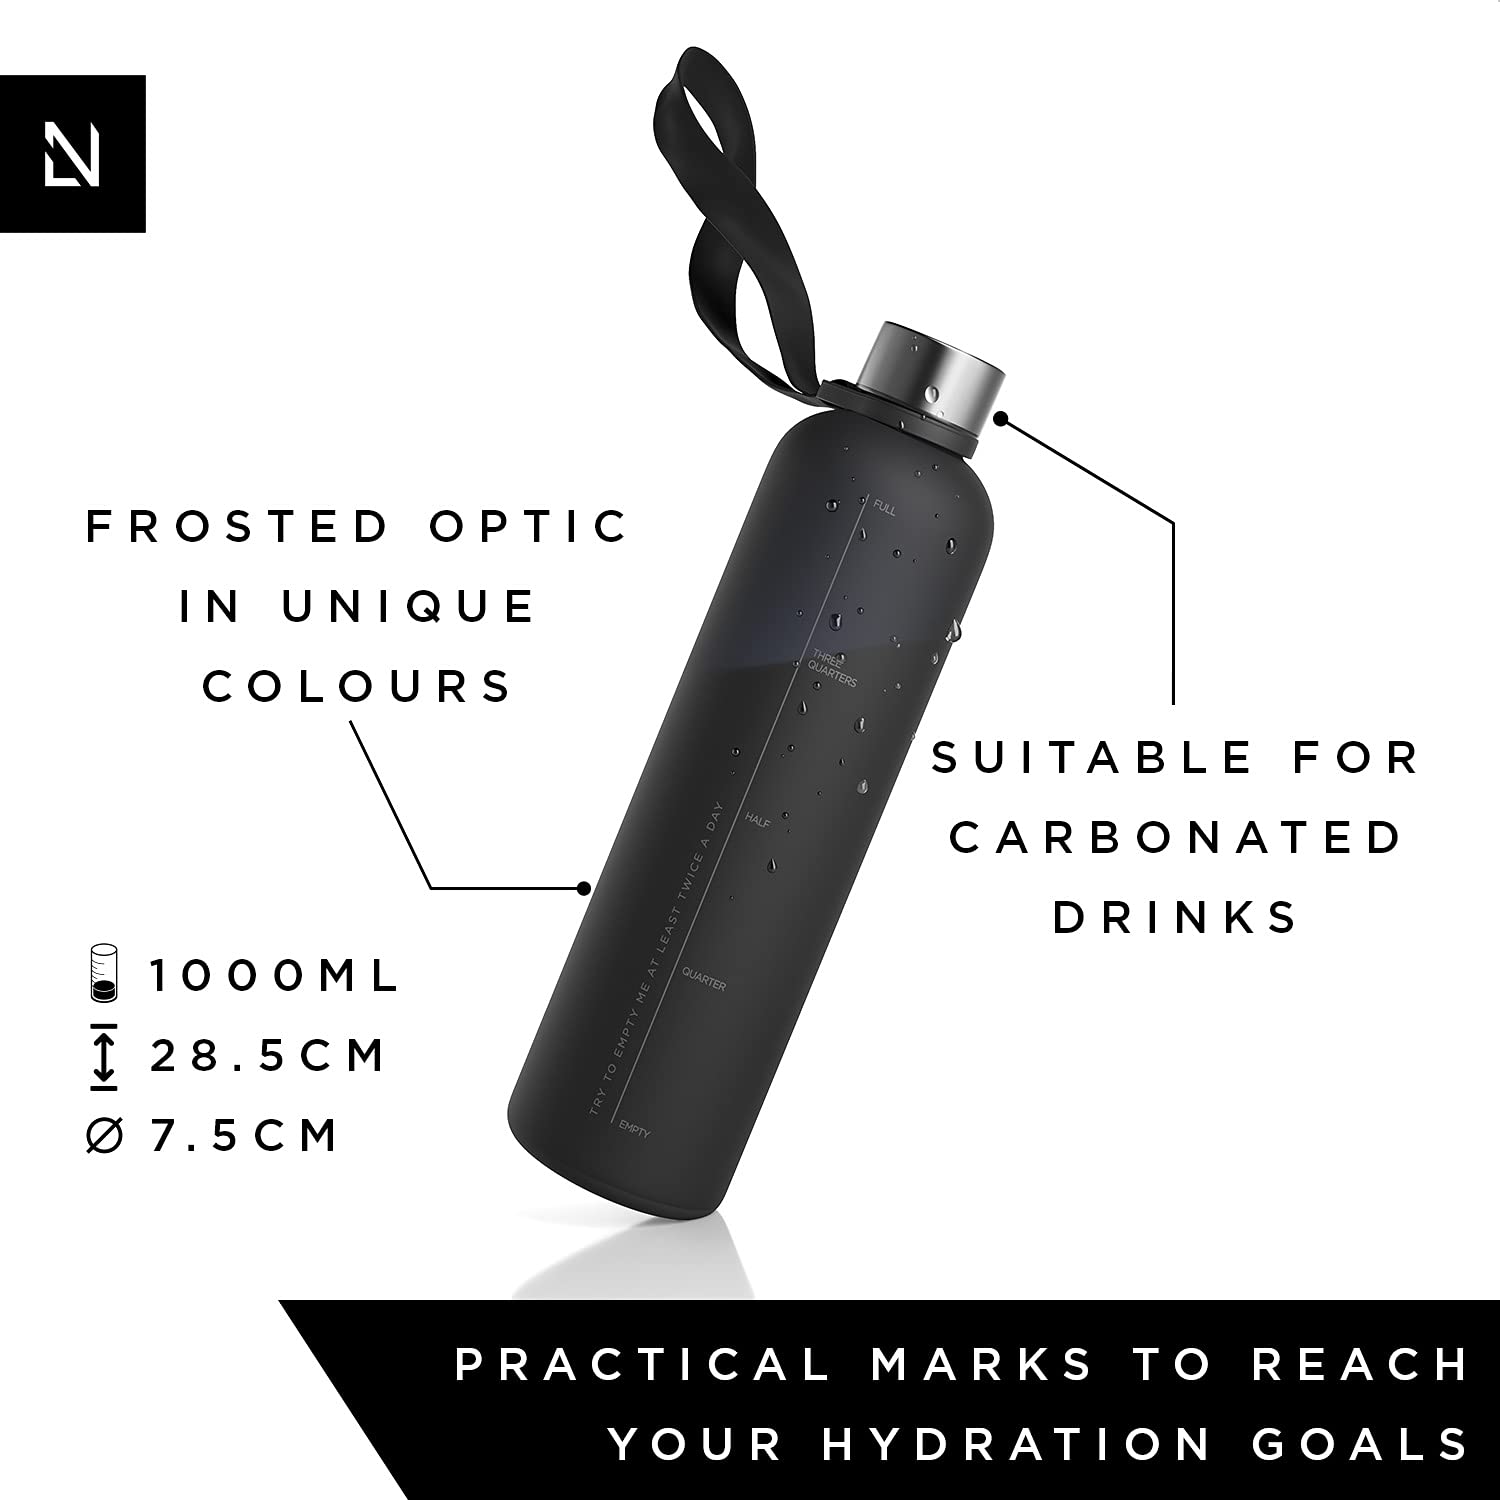 N
FROSTED OPTIC
IN UNIQUE
COLOURS
FULL
THREE
QUARTERS
HALF
QUARTER
EMPTY
TRY TO EMPTY ME AT LEAST TWICE A DAY
SUITABLE FOR
CARBONATED
DRINKS
1000ML
28.5CM
Ø 7.5CM
PRACTICAL MARKS TO REACH
YOUR HYDRATION GOALS